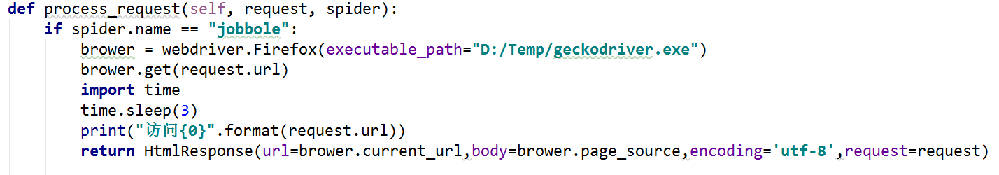 def process_request(self, request, spider):
    if spider.name == "jobbole":
        brower = webdriver.Firefox(executable_path="D:/Temp/geckodriver.exe")
        brower.get(request.url)
        import time
        time.sleep(3)
        print("访问{0}".format(request.url))
        return HtmlResponse(url=brower.current_url,body=brower.page_source,encoding='utf-8',request=request)